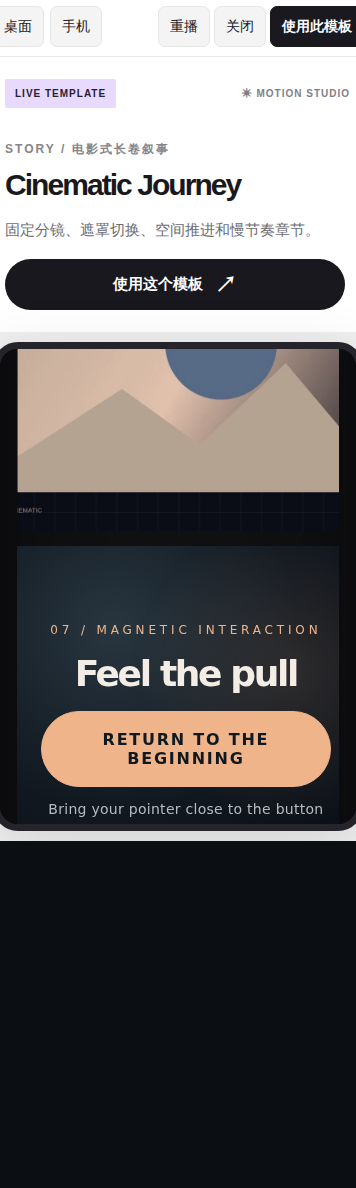 桌面 手机 重播 关闭 使用此模板
LIVE TEMPLATE ✴ MOTION STUDIO
STORY / 电影式长卷叙事
Cinematic Journey
固定分镜、遮罩切换、空间推进和慢节奏章节。
使用这个模板 ↗
EMATIC
07 / MAGNETIC INTERACTION
Feel the pull
RETURN TO THE
BEGINNING
Bring your pointer close to the button